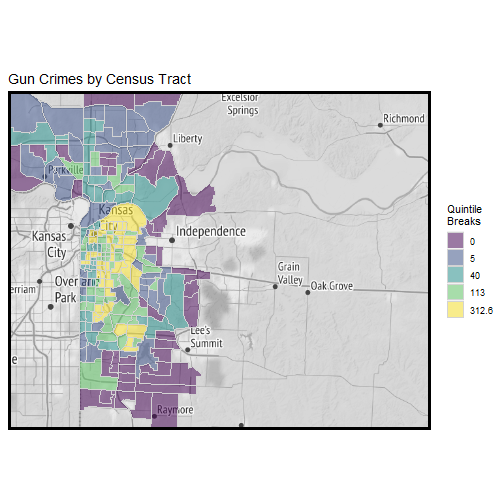 Gun Crimes by Census Tract
Excelsior
Springs
Richmond
Liberty
Parkville
Kansas
City
Kansas
City
Independence
Overland
Park
erriam
Grain
Valley
Oak Grove
Lee's
Summit
e
Raymore
Quintile
Breaks
0
5
40
113
312.6